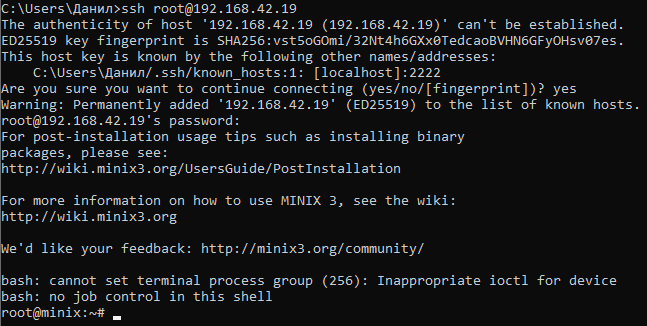 C:\Users\Данил>ssh root@192.168.42.19
The authenticity of host '192.168.42.19 (192.168.42.19)' can't be established.
ED25519 key fingerprint is SHA256:vst5oGOmi/32Nt4h6GXx0TedcaoBVHN6GFyOHsv07es.
This host key is known by the following other names/addresses:
    C:\Users\Данил/.ssh/known_hosts:1: [localhost]:2222
Are you sure you want to continue connecting (yes/no/[fingerprint])? yes
Warning: Permanently added '192.168.42.19' (ED25519) to the list of known hosts.
root@192.168.42.19's password:
For post-installation usage tips such as installing binary
packages, please see:
http://wiki.minix3.org/UsersGuide/PostInstallation

For more information on how to use MINIX 3, see the wiki:
http://wiki.minix3.org

We'd like your feedback: http://minix3.org/community/

bash: cannot set terminal process group (256): Inappropriate ioctl for device
bash: no job control in this shell
root@minix:~#